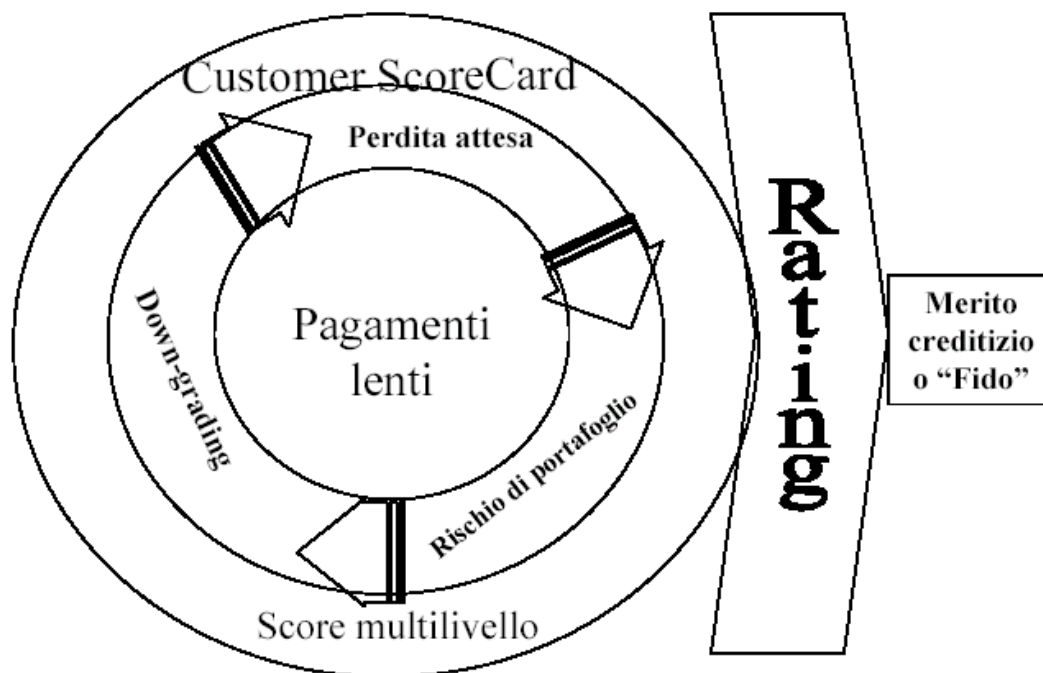 Customer ScoreCard
Perdita attesa
Down-grading
Pagamenti
lenti
Rischio di portafoglio
Score multilivello
Rating
Merito
creditizio
o “Fido”